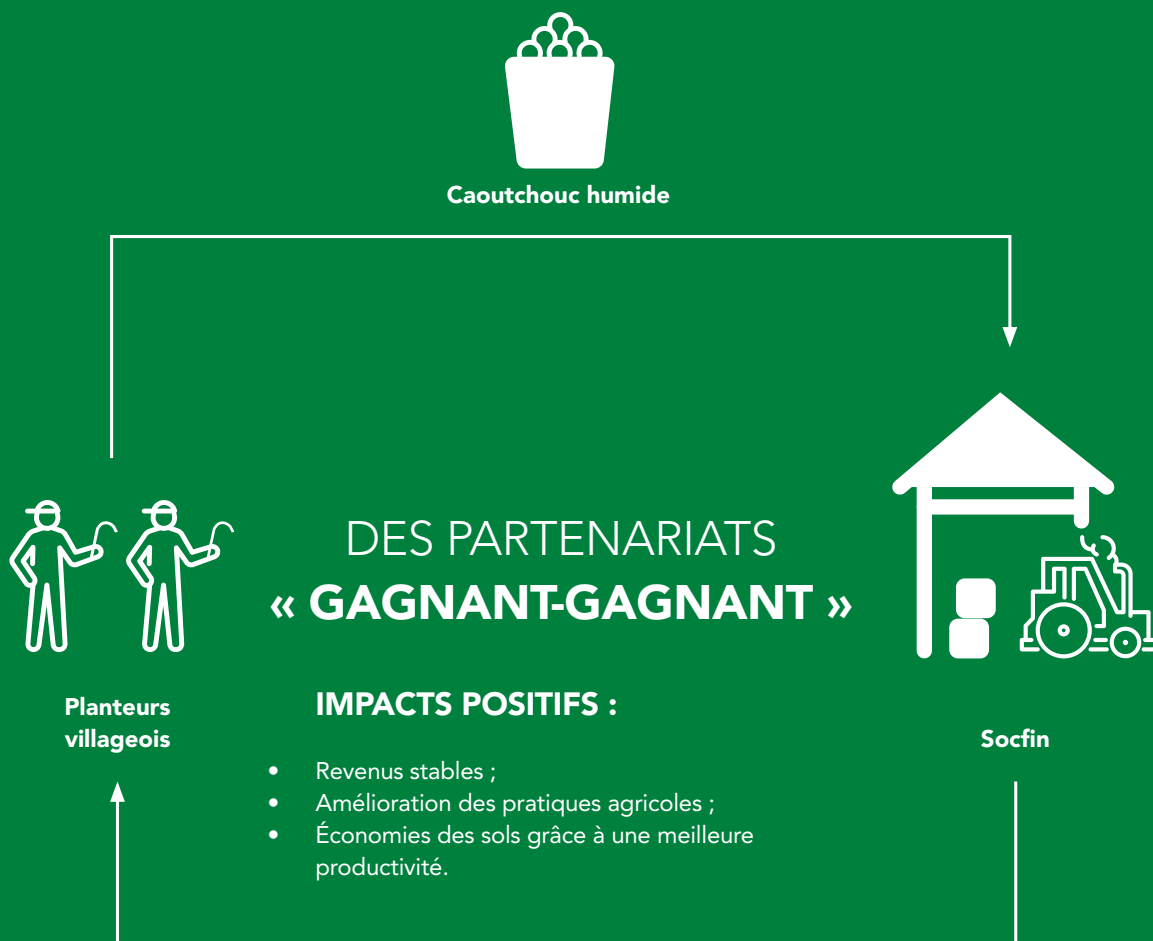 Caoutchouc humide
DES PARTENARIATS
« GAGNANT-GAGNANT »
Planteurs
villageois
IMPACTS POSITIFS :
Socfin
• Revenus stables ;
• Amélioration des pratiques agricoles ;
• Économies des sols grâce à une meilleure
productivité.